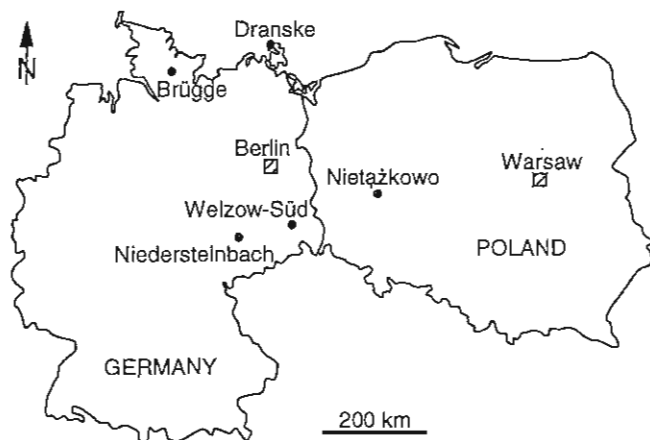 Dranske
N
Brügge
Berlin
Warsaw
Nietążkowo
Welzow-Süd
Niedersteinbach
POLAND
GERMANY
200 km